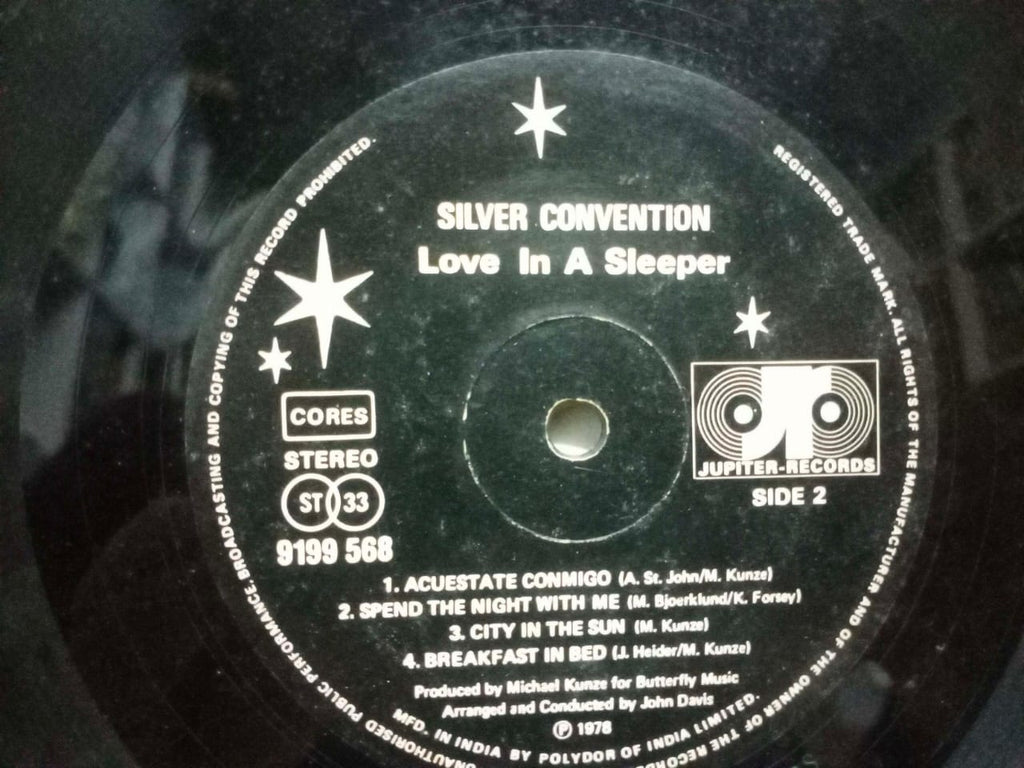 SILVER CONVENTION
Love In A Sleeper
CORES
STEREO
ST 33
9199 568
JR
JUPITER-RECORDS
SIDE 2
1. ACUESTATE CONMIGO (A. St. John/M. Kunze)
2. SPEND THE NIGHT WITH ME (M. Bjoerklund/K. Forsey)
3. CITY IN THE SUN (M. Kunze)
4. BREAKFAST IN BED (J. Heider/M. Kunze)
Produced by Michael Kunze for Butterfly Music
Arranged and Conducted by John Davis
Ⓟ 1978
REGISTERED TRADE MARK. ALL RIGHTS OF THE MANUFACTURER AND OF THE OWNER OF THE RECORDE
NAUTHORISED PUBLIC PERFORMANCE, BROADCASTING AND COPYING OF THIS RECORD PROHIBITED.
MFD. IN INDIA BY POLYDOR OF INDIA LIMITED.